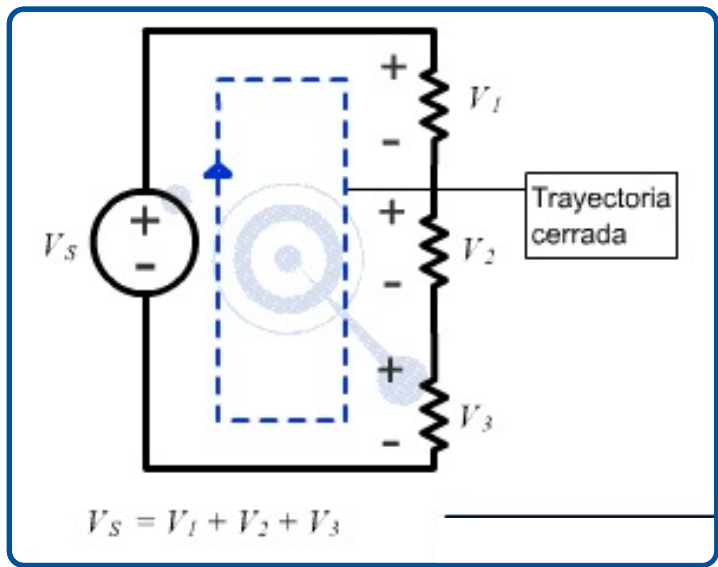 +
V1
-
Trayectoria
cerrada
+
+
VS
V2
-
-
+
V3
-
VS = V1 + V2 + V3